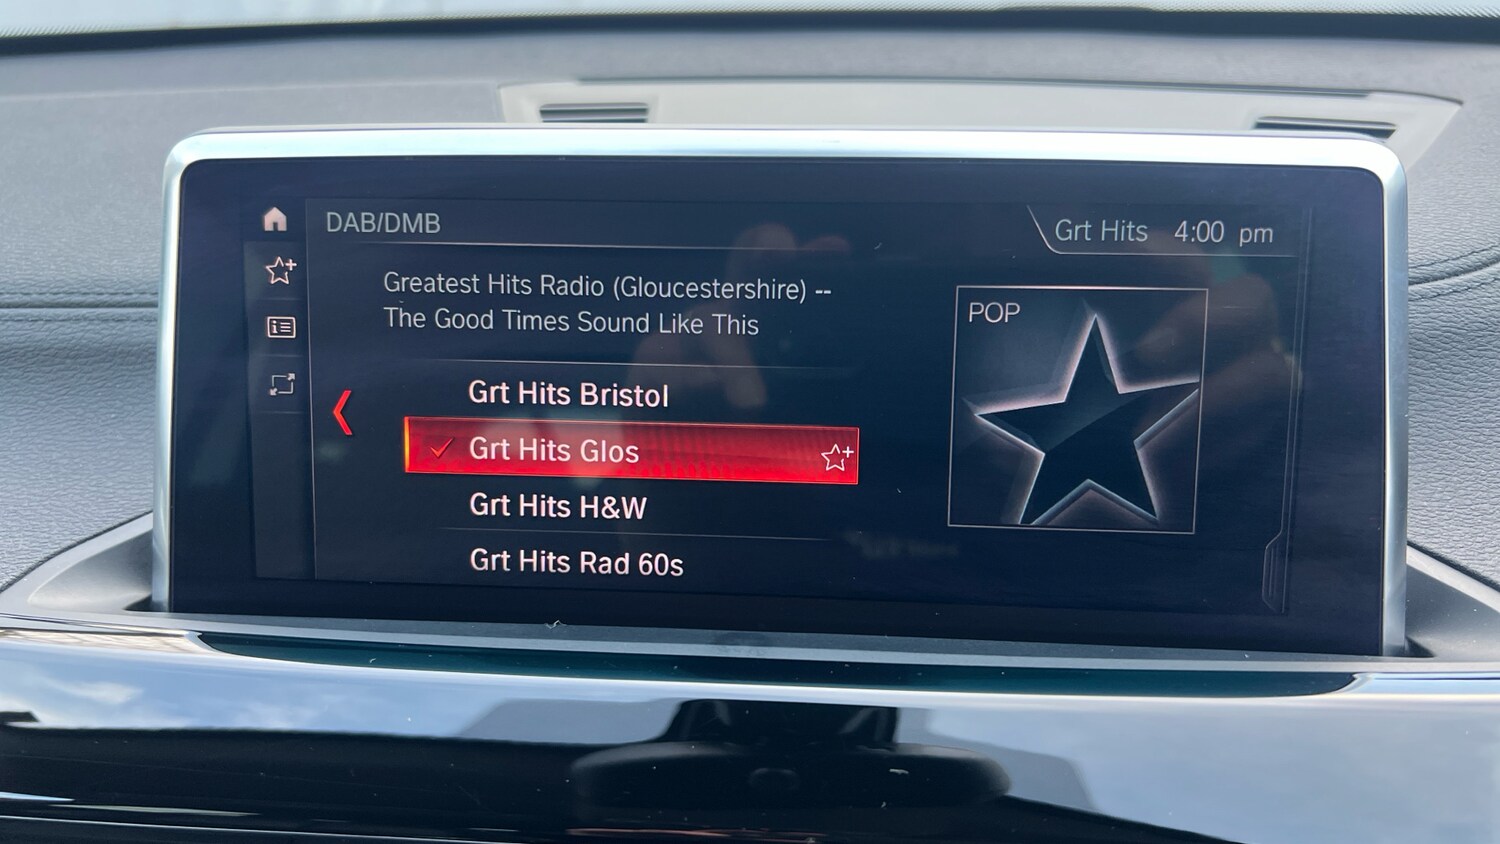 DAB/DMB
Grt Hits 4:00 pm
Greatest Hits Radio (Gloucestershire) --
The Good Times Sound Like This
POP
Grt Hits Bristol
Grt Hits Glos
Grt Hits H&W
Grt Hits Rad 60s